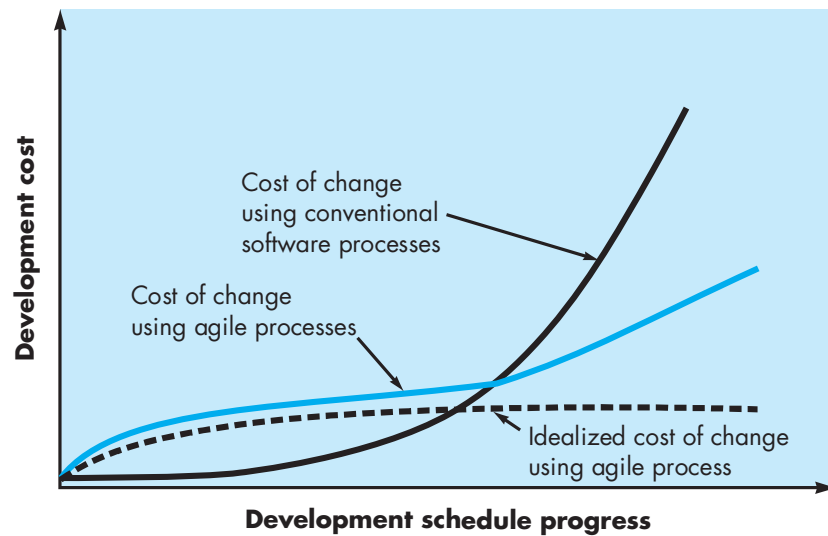 Development cost
Cost of change
using conventional
software processes
Cost of change
using agile processes
Idealized cost of change
using agile process
Development schedule progress